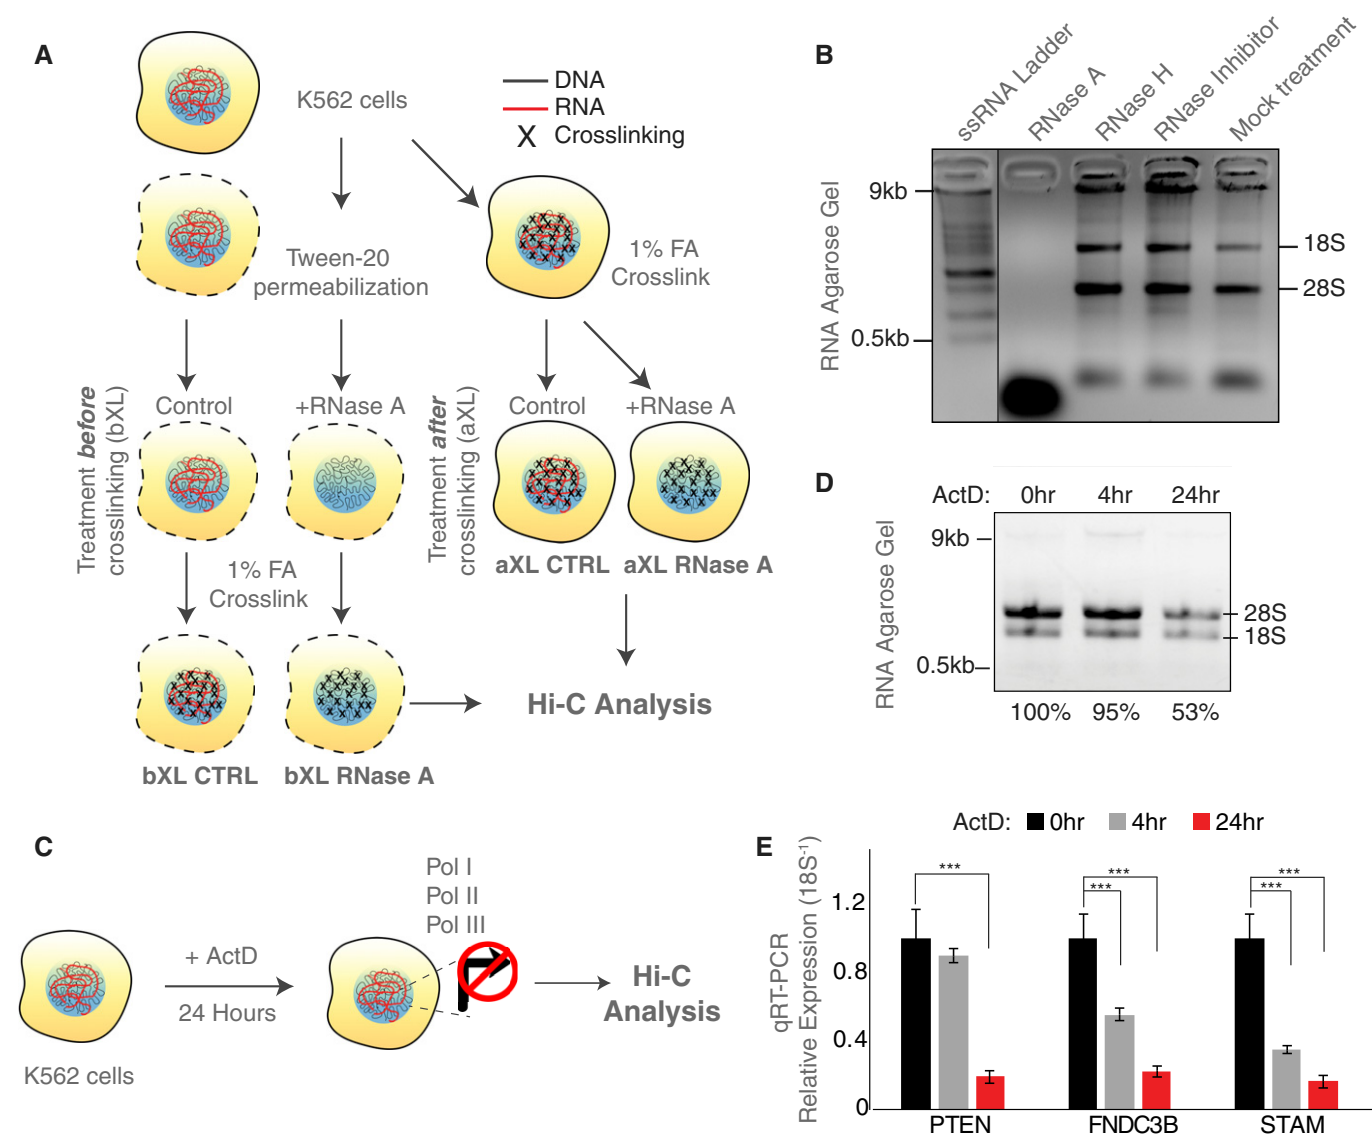 A
K562 cells
DNA
RNA
X Crosslinking
Tween-20
permeabilization
1% FA
Crosslink
Treatment before
crosslinking (bXL)
Control
+RNase A
Treatment after
crosslinking (aXL)
Control
+RNase A
aXL CTRL
aXL RNase A
1% FA
Crosslink
Hi-C Analysis
bXL CTRL
bXL RNase A
B
ssRNA Ladder
RNase A
RNase H
RNase Inhibitor
Mock treatment
RNA Agarose Gel
9kb
0.5kb
18S
28S
D
ActD: 0hr 4hr 24hr
RNA Agarose Gel
9kb
0.5kb
28S
18S
100% 95% 53%
C
K562 cells
+ ActD
24 Hours
Pol I
Pol II
Pol III
Hi-C
Analysis
E
ActD: 0hr 4hr 24hr
qRT-PCR
Relative Expression (18S⁻¹)
1.2
0.8
0.4
0
***
***
***
***
***
PTEN
FNDC3B
STAM